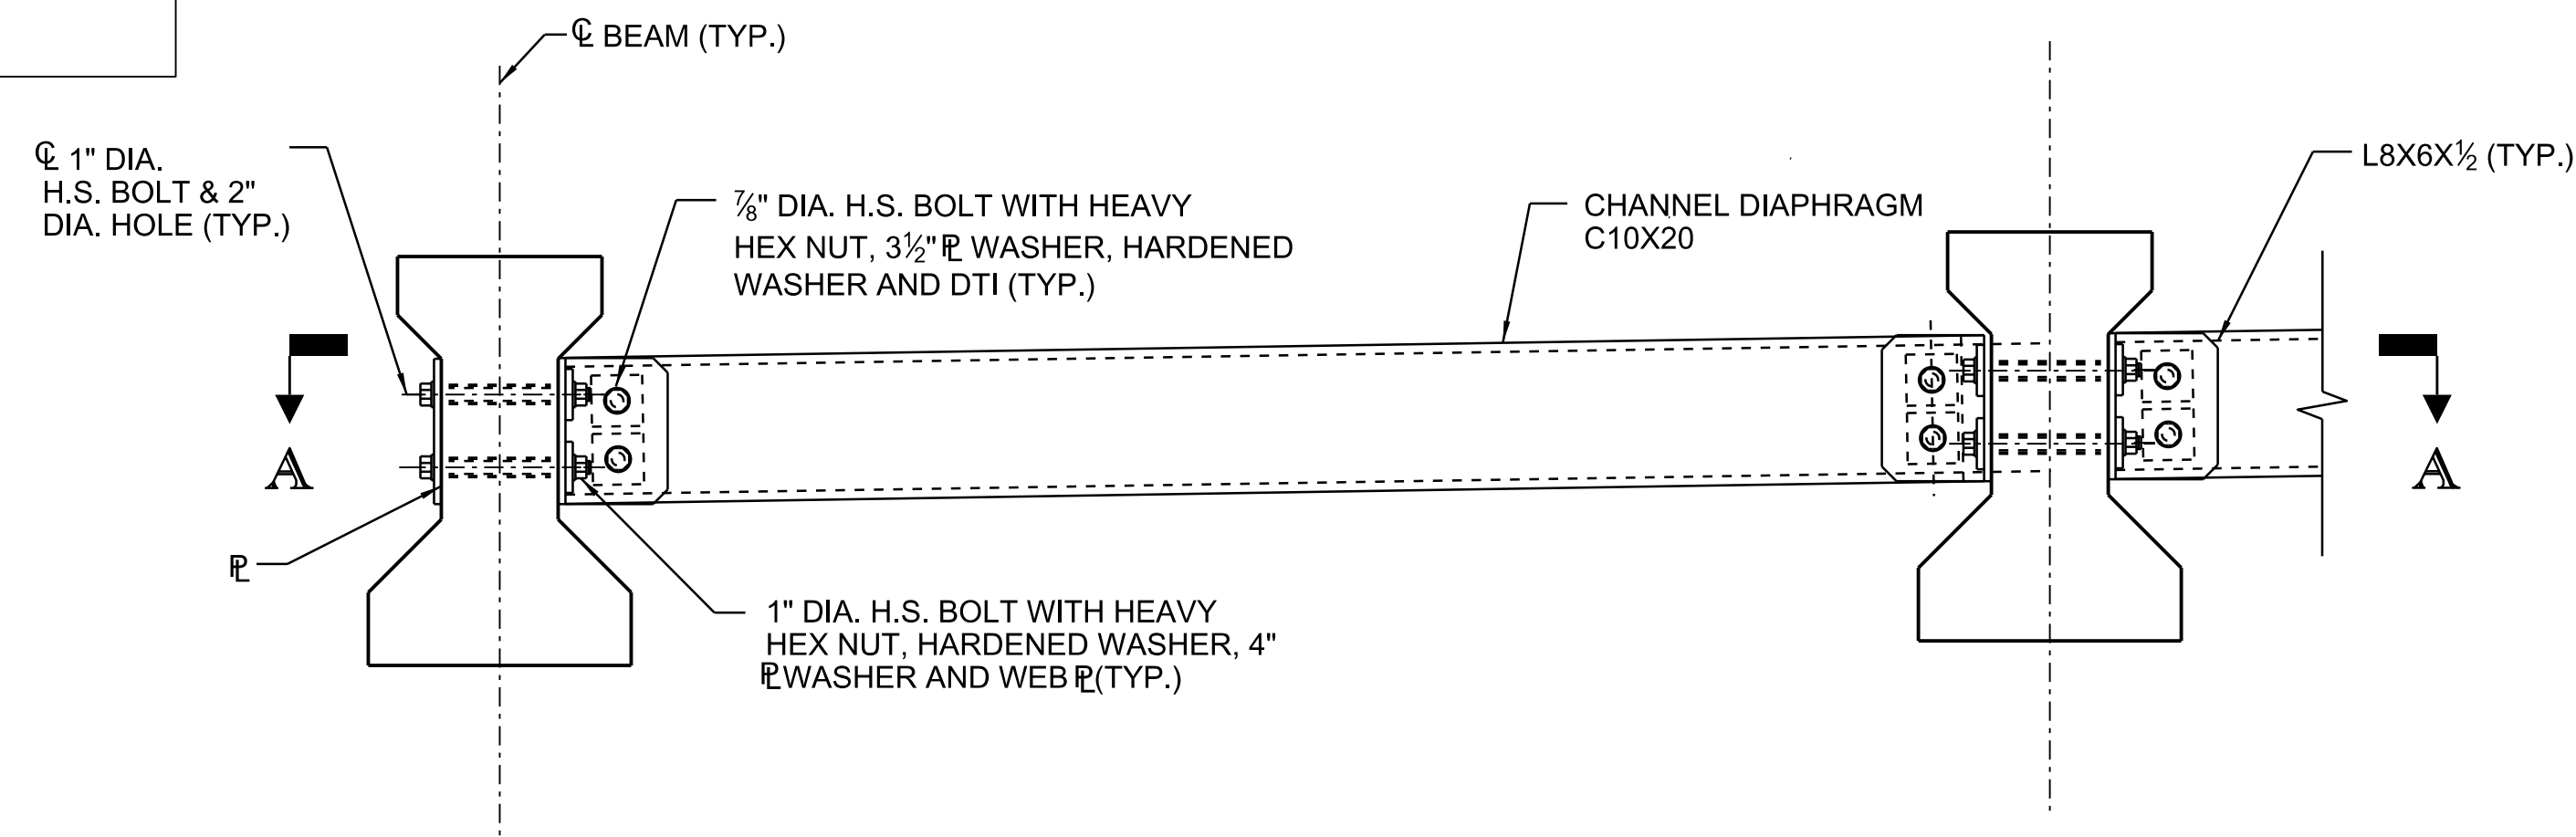 ℄ BEAM (TYP.)
℄ 1" DIA.
H.S. BOLT & 2"
DIA. HOLE (TYP.)
⅞" DIA. H.S. BOLT WITH HEAVY
HEX NUT, 3½" ⅊ WASHER, HARDENED
WASHER AND DTI (TYP.)
CHANNEL DIAPHRAGM
C10X20
L8X6X½ (TYP.)
A
A
⅊
1" DIA. H.S. BOLT WITH HEAVY
HEX NUT, HARDENED WASHER, 4"
⅊ WASHER AND WEB ⅊ (TYP.)